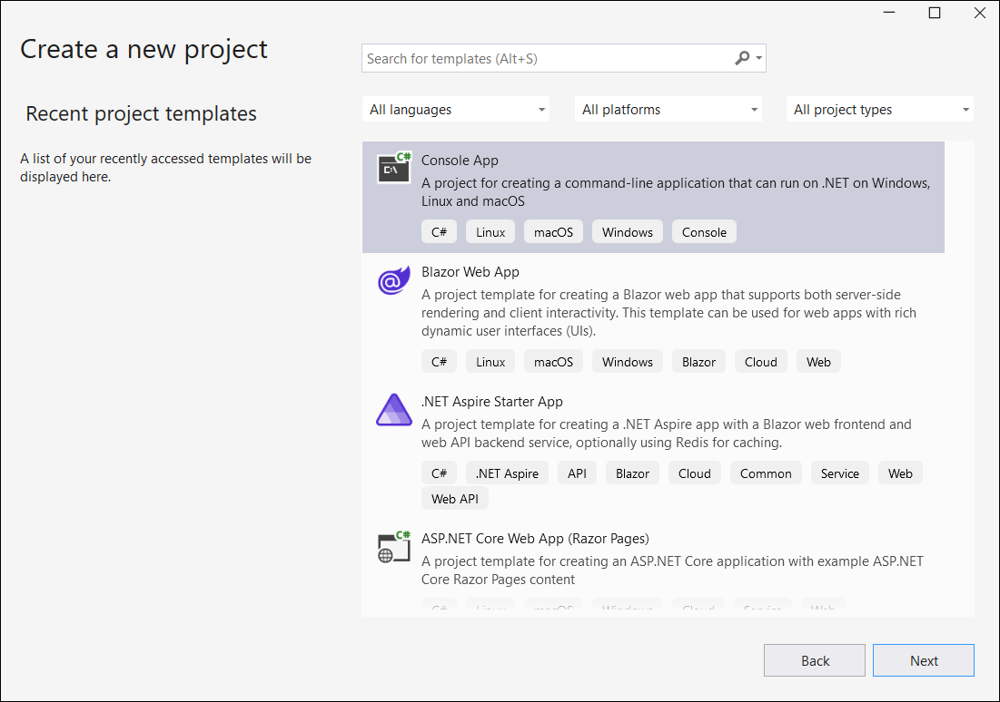 Create a new project
Search for templates (Alt+S)
Recent project templates
All languages
All platforms
All project types
A list of your recently accessed templates will be
displayed here.
C#
C:\
Console App
A project for creating a command-line application that can run on .NET on Windows,
Linux and macOS
C# Linux macOS Windows Console
@
Blazor Web App
A project template for creating a Blazor web app that supports both server-side
rendering and client interactivity. This template can be used for web apps with rich
dynamic user interfaces (UIs).
C# Linux macOS Windows Blazor Cloud Web
.NET Aspire Starter App
A project template for creating a .NET Aspire app with a Blazor web frontend and
web API backend service, optionally using Redis for caching.
C# .NET Aspire API Blazor Cloud Common Service Web
Web API
C#
ASP.NET Core Web App (Razor Pages)
A project template for creating an ASP.NET Core application with example ASP.NET
Core Razor Pages content
C# Linux macOS Windows Cloud Service Web
Back
Next